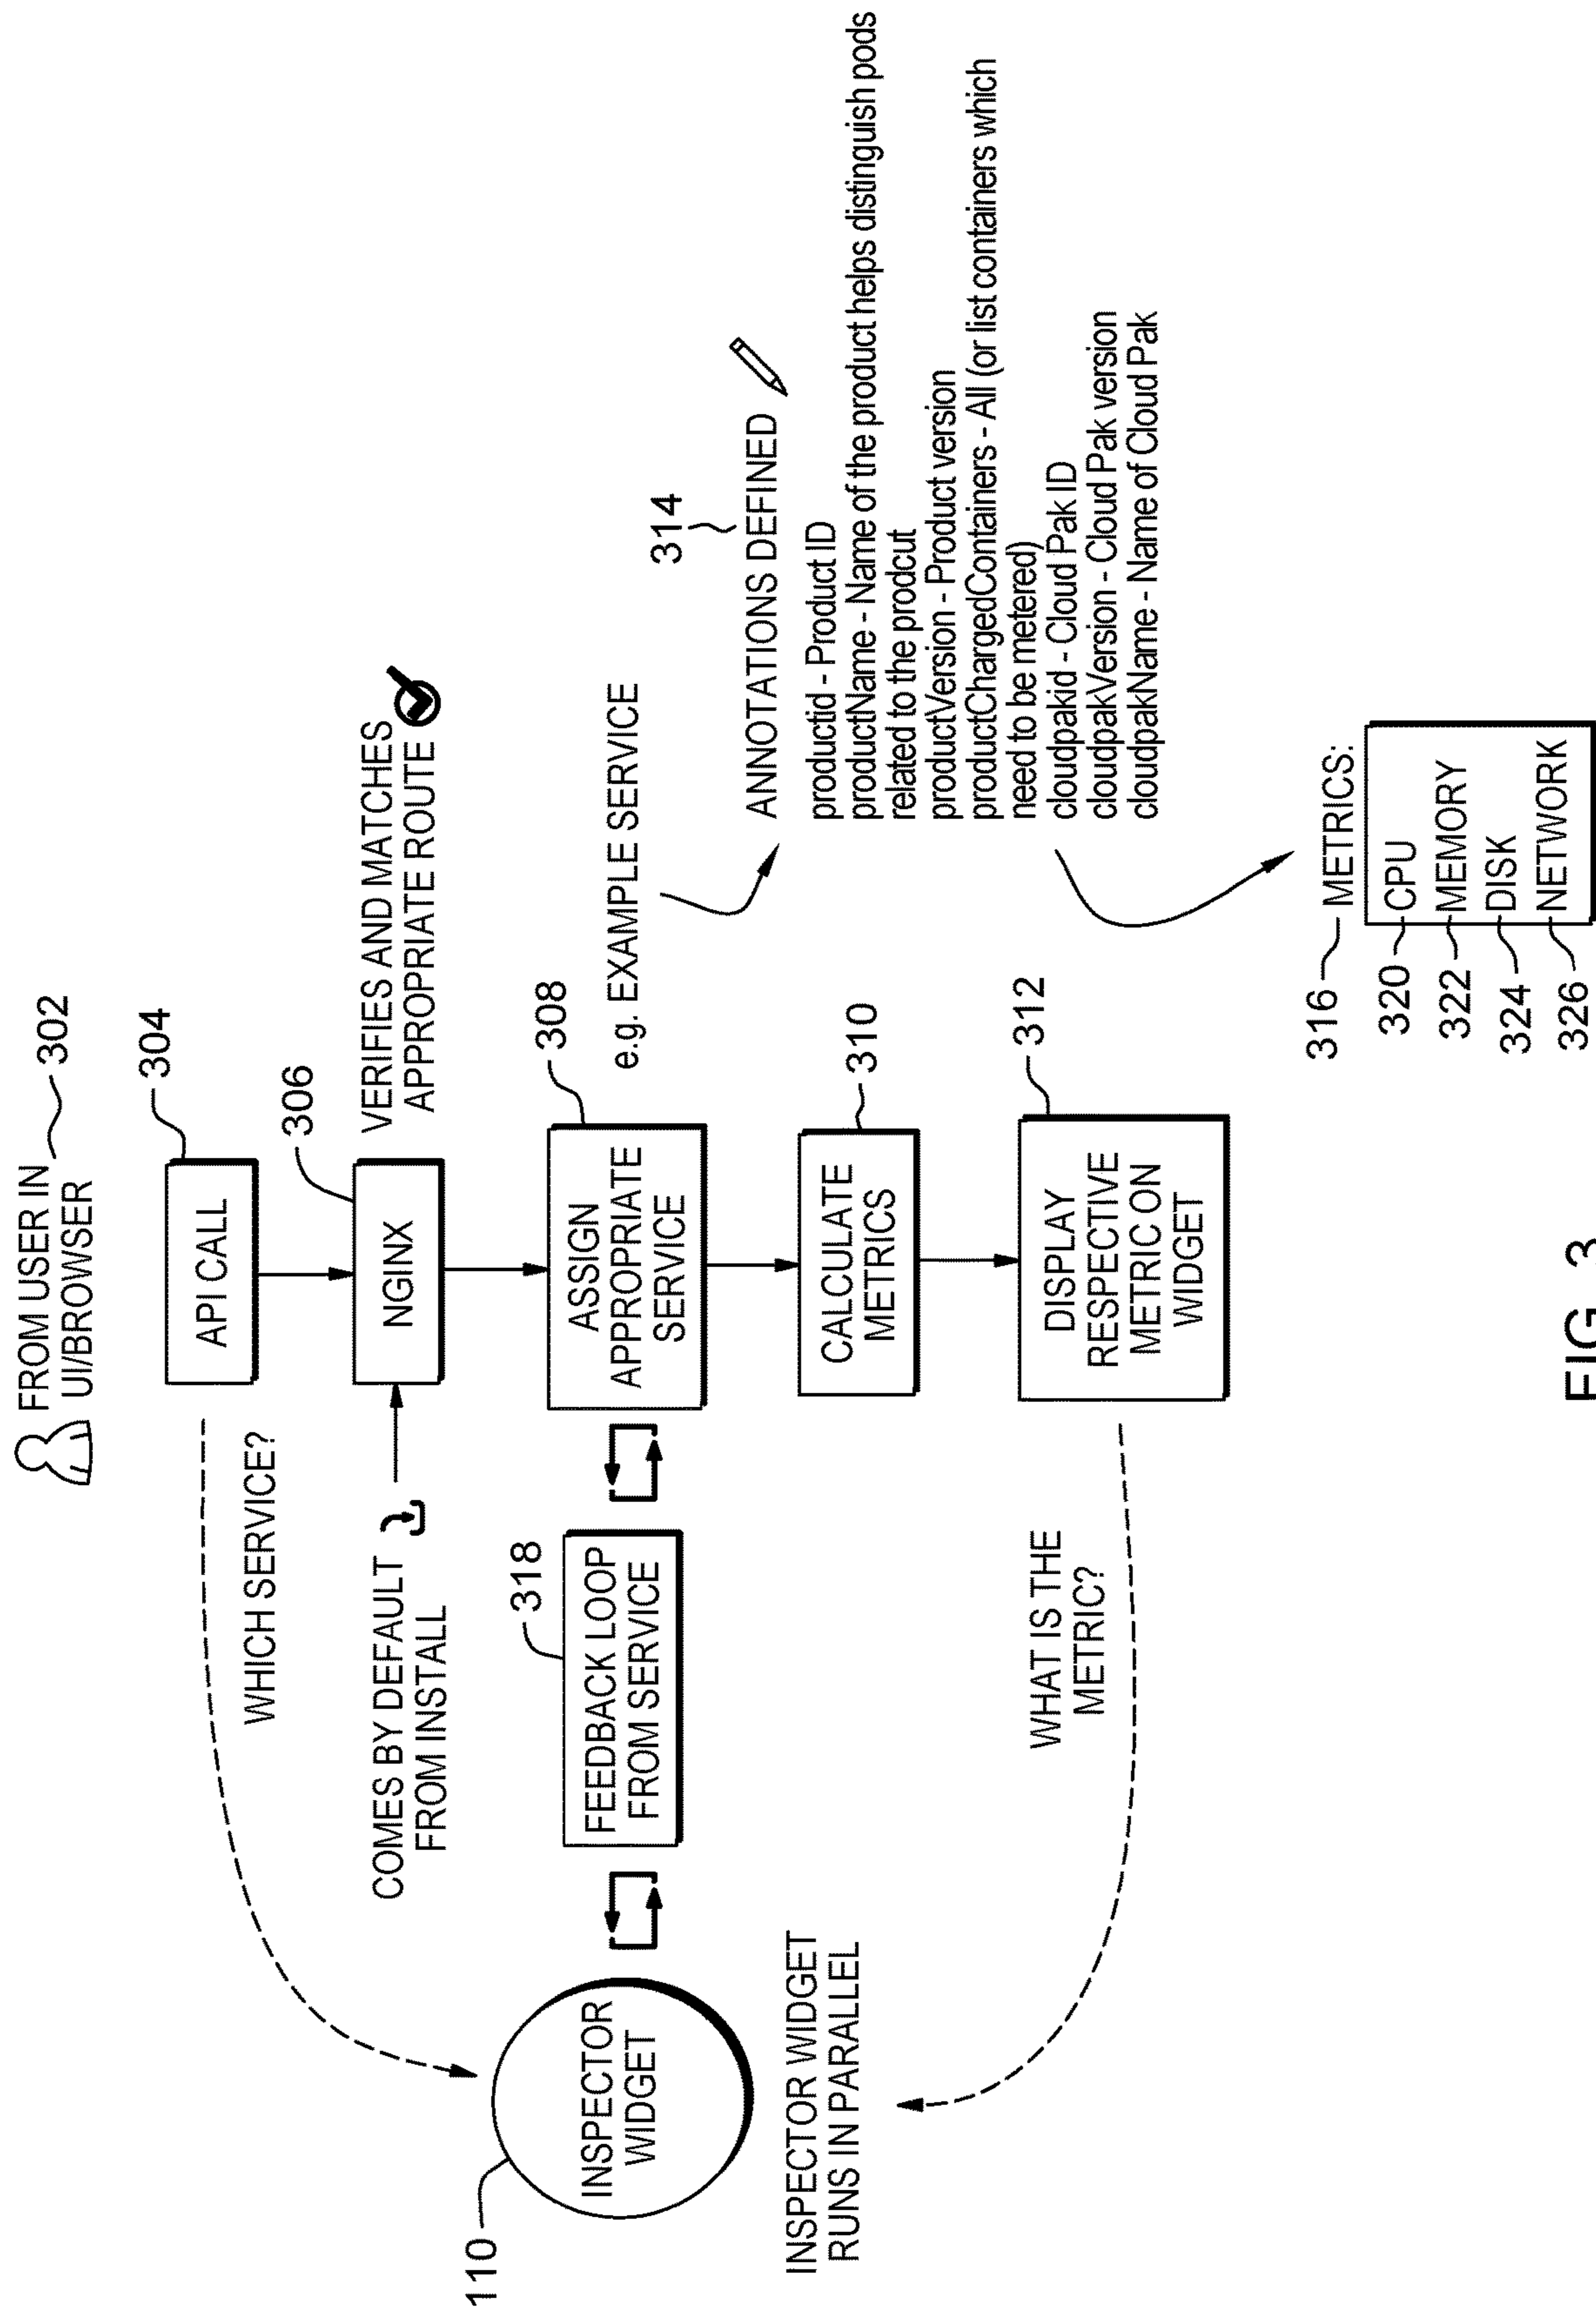 FROM USER IN
UI/BROWSER
302
API CALL
304
WHICH SERVICE?
NGINX
306
VERIFIES AND MATCHES
APPROPRIATE ROUTE
COMES BY DEFAULT
FROM INSTALL
ASSIGN
APPROPRIATE
SERVICE
308
e.g. EXAMPLE SERVICE
FEEDBACK LOOP
FROM SERVICE
318
INSPECTOR
WIDGET
110
INSPECTOR WIDGET
RUNS IN PARALLEL
314
ANNOTATIONS DEFINED
productid - Product ID
productName - Name of the product helps distinguish pods
related to the prodcut
productVersion - Product version
productChargedContainers - All (or list containers which
need to be metered)
cloudpakid - Cloud Pak ID
cloudpakVersion - Cloud Pak version
cloudpakName - Name of Cloud Pak
CALCULATE
METRICS
310
DISPLAY
RESPECTIVE
METRIC ON
WIDGET
312
WHAT IS THE
METRIC?
316
METRICS:
320
CPU
322
MEMORY
324
DISK
326
NETWORK
FIG. 3